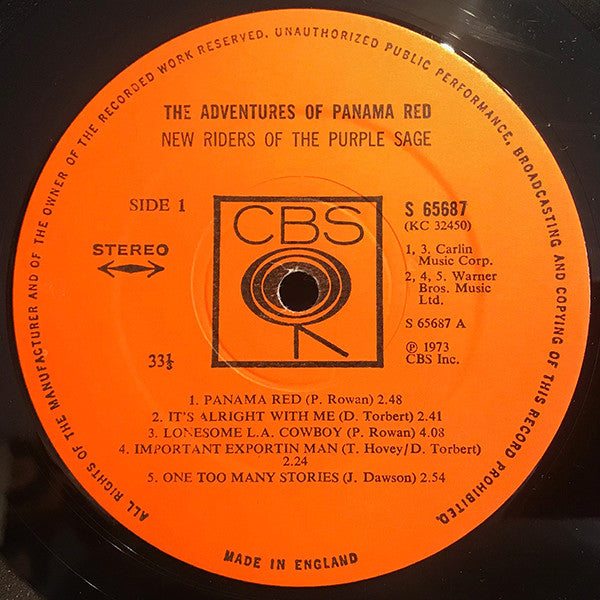 ALL RIGHTS OF THE MANUFACTURER AND OF THE OWNER OF THE RECORDED WORK RESERVED. UNAUTHORIZED PUBLIC PERFORMANCE, BROADCASTING AND COPYING OF THIS RECORD PROHIBITED.
THE ADVENTURES OF PANAMA RED
NEW RIDERS OF THE PURPLE SAGE
SIDE 1
STEREO
33⅓
CBS
S 65687
(KC 32450)
1, 3. Carlin
Music Corp.
2, 4, 5. Warner
Bros. Music
Ltd.
S 65687 A
℗ 1973
CBS Inc.
1. PANAMA RED (P. Rowan) 2.48
2. IT'S ALRIGHT WITH ME (D. Torbert) 2.41
3. LONESOME L.A. COWBOY (P. Rowan) 4.08
4. IMPORTANT EXPORTIN MAN (T. Hovey/D. Torbert)
2.24
5. ONE TOO MANY STORIES (J. Dawson) 2.54
MADE IN ENGLAND